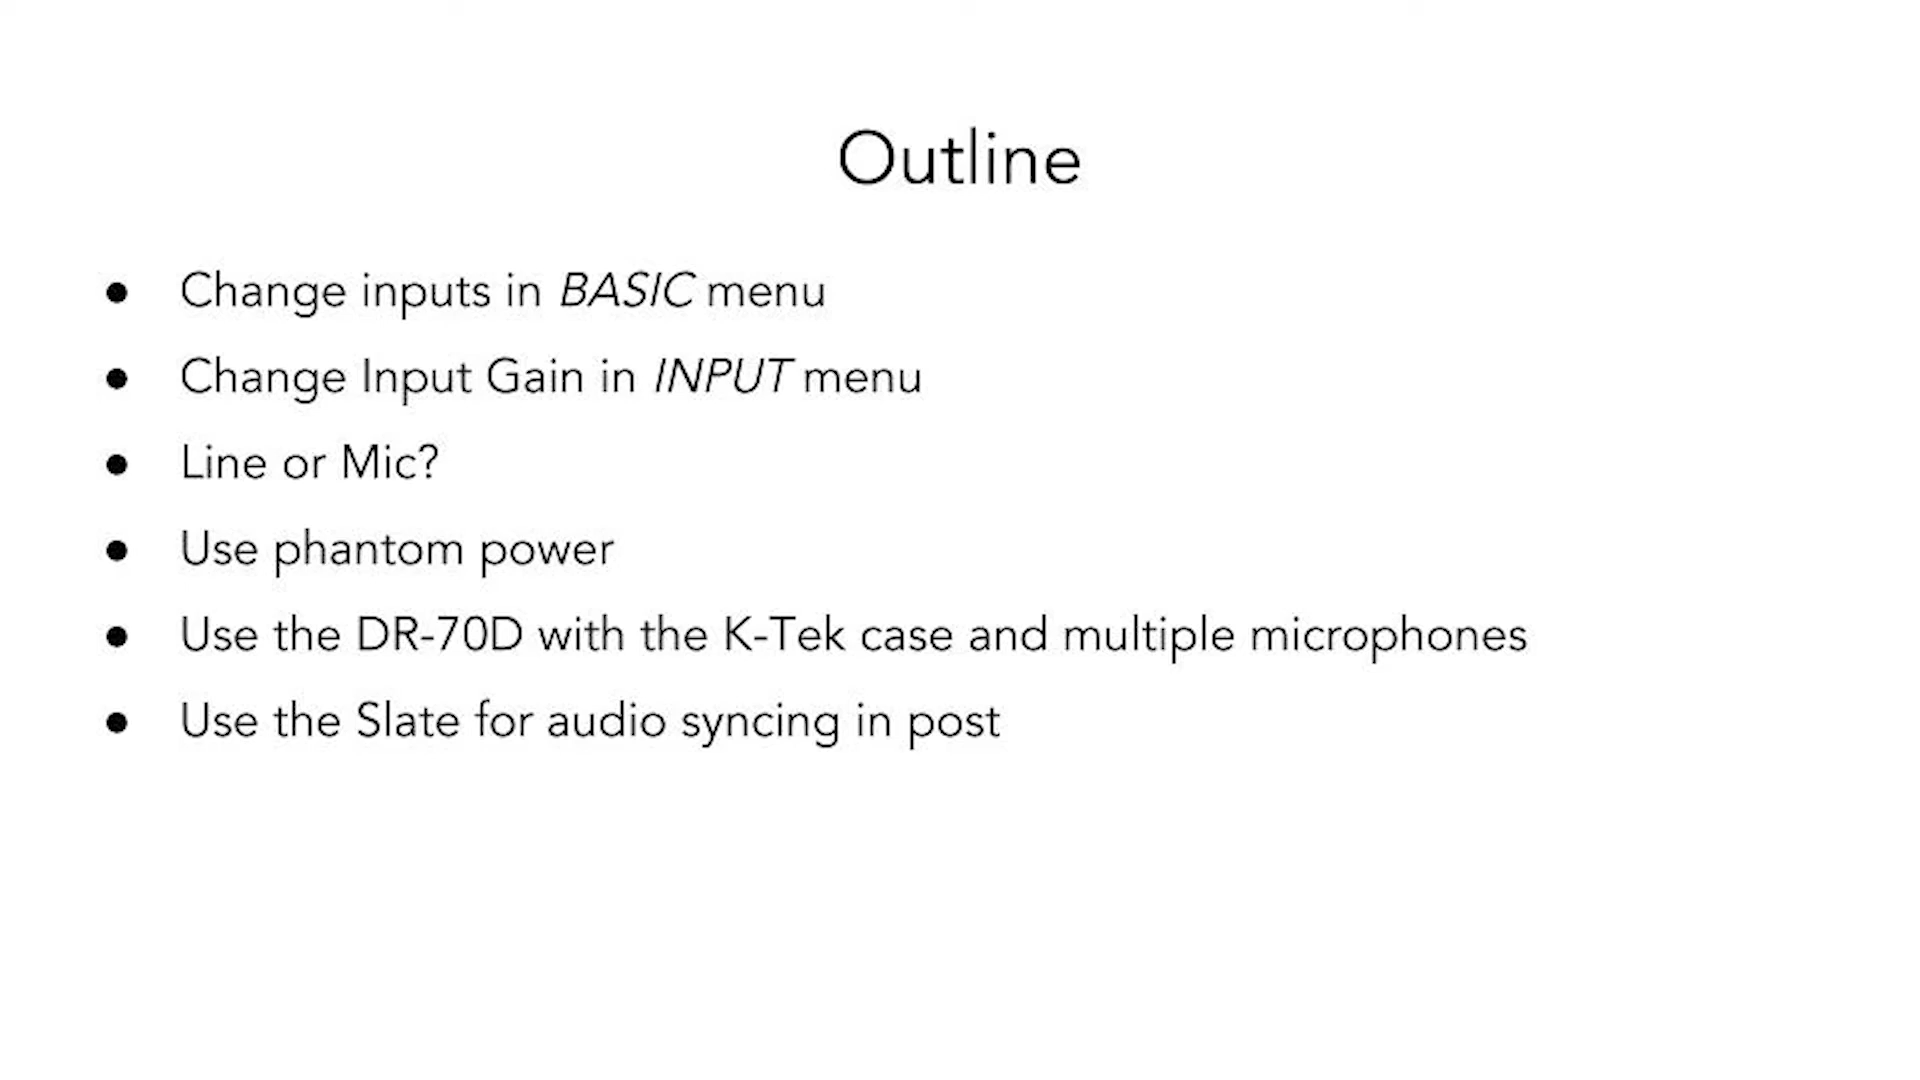 Outline
● Change inputs in BASIC menu
● Change Input Gain in INPUT menu
● Line or Mic?
● Use phantom power
● Use the DR-70D with the K-Tek case and multiple microphones
● Use the Slate for audio syncing in post